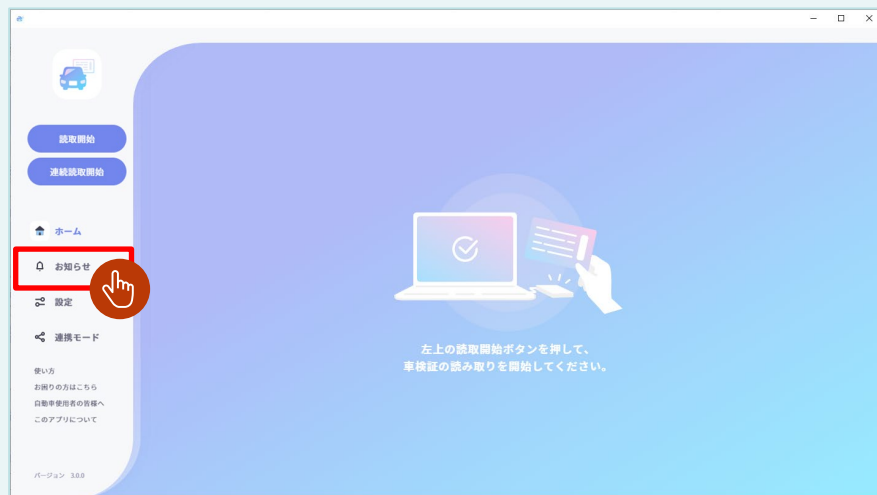 読取開始
連続読取開始
ホーム
お知らせ
設定
連携モード
使い方
お困りの方はこちら
自動車使用者の皆様へ
このアプリについて
バージョン 3.0.0
左上の読取開始ボタンを押して、
車検証の読み取りを開始してください。